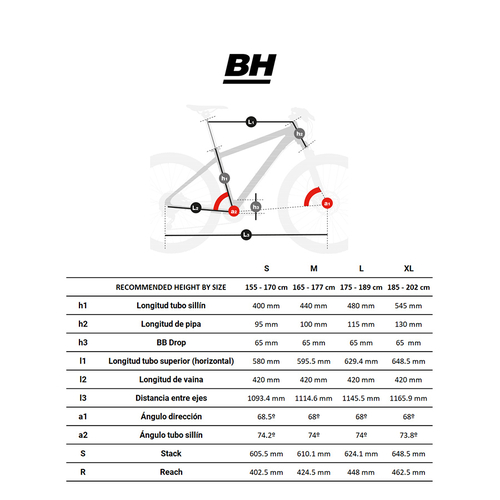 BH
L1
h2
h1
L2
a2
h3
a1
L3
S M L XL
RECOMMENDED HEIGHT BY SIZE 155 - 170 cm 165 - 177 cm 175 - 189 cm 185 - 202 cm
h1 Longitud tubo sillín 400 mm 440 mm 480 mm 545 mm
h2 Longitud de pipa 95 mm 100 mm 115 mm 130 mm
h3 BB Drop 65 mm 65 mm 65 mm 65 mm
l1 Longitud tubo superior (horizontal) 580 mm 595.5 mm 629.4 mm 648.5 mm
l2 Longitud de vaina 420 mm 420 mm 420 mm 420 mm
l3 Distancia entre ejes 1093.4 mm 1114.6 mm 1145.5 mm 1165.9 mm
a1 Ángulo dirección 68.5º 68º 68º 68º
a2 Ángulo tubo sillín 74.2º 74º 74º 73.8º
S Stack 605.5 mm 610.1 mm 624.1 mm 648.5 mm
R Reach 402.5 mm 424.5 mm 448 mm 462.5 mm